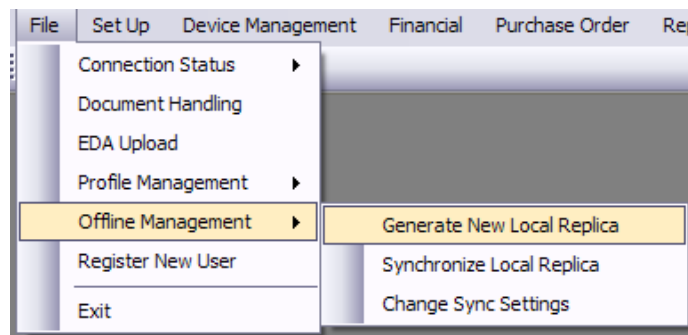 File Set Up Device Management Financial Purchase Order
Connection Status
Document Handling
EDA Upload
Profile Management
Offline Management
Generate New Local Replica
Register New User
Synchronize Local Replica
Change Sync Settings
Exit